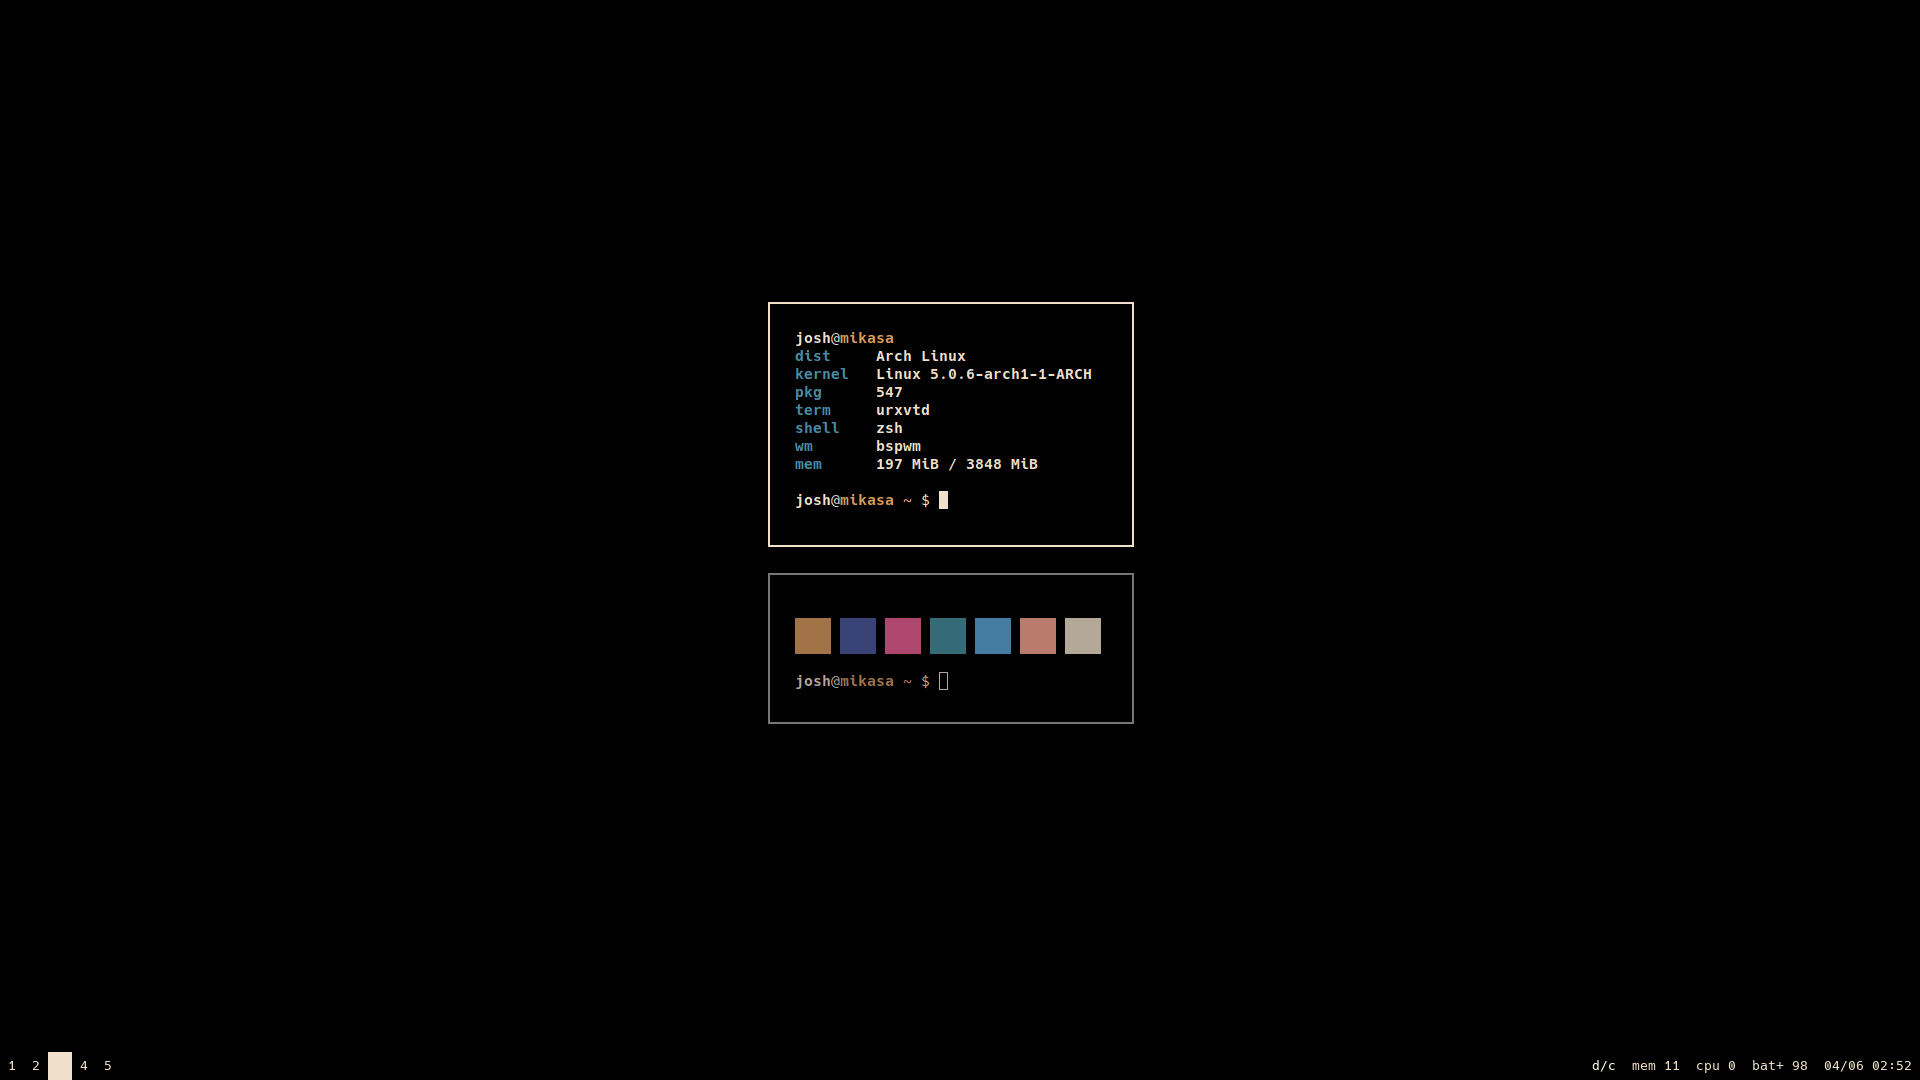 josh@mikasa
dist Arch Linux
kernel Linux 5.0.6-arch1-1-ARCH
pkg 547
term urxvtd
shell zsh
wm bspwm
mem 197 MiB / 3848 MiB
josh@mikasa ~ $
josh@mikasa ~ $
1 2 4 5 d/c mem 11 cpu 0 bat+ 98 04/06 02:52